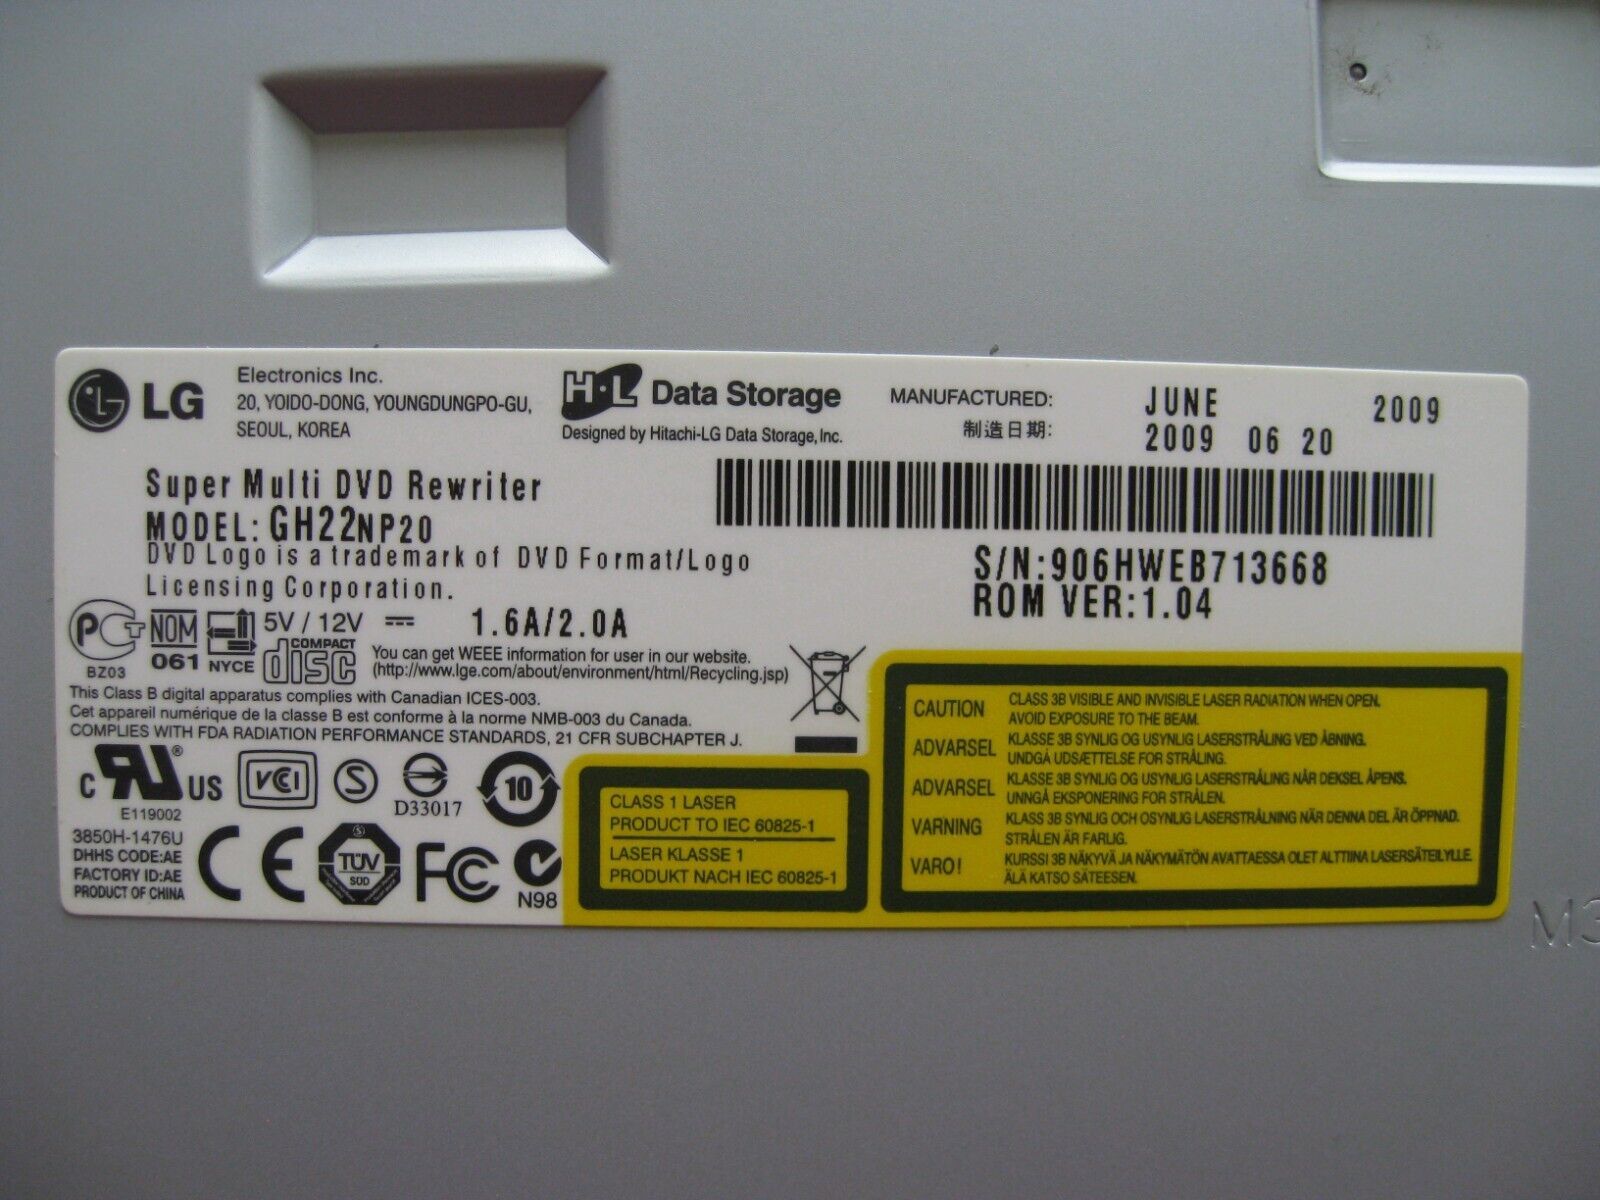 LG
Electronics Inc.
20, YOIDO-DONG, YOUNGDUNGPO-GU,
SEOUL, KOREA
H·L Data Storage
Designed by Hitachi-LG Data Storage, Inc.
MANUFACTURED: JUNE 2009
制造日期: 2009 06 20
Super Multi DVD Rewriter
MODEL: GH22NP20
DVD Logo is a trademark of DVD Format/Logo
Licensing Corporation.
S/N:906HWEB713668
ROM VER:1.04
5V / 12V 1.6A/2.0A
PCT
BZ03
NOM
061
NYCE
COMPACT
disc
You can get WEEE information for user in our website.
(http://www.lge.com/about/environment/html/Recycling.jsp)
This Class B digital apparatus complies with Canadian ICES-003.
Cet appareil numérique de la classe B est conforme à la norme NMB-003 du Canada.
COMPLIES WITH FDA RADIATION PERFORMANCE STANDARDS, 21 CFR SUBCHAPTER J.
C RU ® US
E119002
VCI
S
D33017
10
3850H-1476U
DHHS CODE:AE
FACTORY ID:AE
PRODUCT OF CHINA
CE
TÜV
SÜD
FC
N98
CLASS 1 LASER
PRODUCT TO IEC 60825-1
LASER KLASSE 1
PRODUKT NACH IEC 60825-1
CAUTION CLASS 3B VISIBLE AND INVISIBLE LASER RADIATION WHEN OPEN.
AVOID EXPOSURE TO THE BEAM.
ADVARSEL KLASSE 3B SYNLIG OG USYNLIG LASERSTRÅLING VED ÅBNING.
UNDGÅ UDSÆTTELSE FOR STRÅLING.
ADVARSEL KLASSE 3B SYNLIG OG USYNLIG LASERSTRÅLING NÅR DEKSEL ÅPENS.
UNNGÅ EKSPONERING FOR STRÅLEN.
VARNING KLASS 3B SYNLIG OCH OSYNLIG LASERSTRÅLNING NÄR DENNA DEL ÄR ÖPPNAD.
STRÅLEN ÄR FARLIG.
VARO! KURSSI 3B NÄKYVÄ JA NÄKYMÄTÖN AVATTAESSA OLET ALTTIINA LASERSÄTEILYLLE.
ÄLÄ KATSO SÄTEESEN.